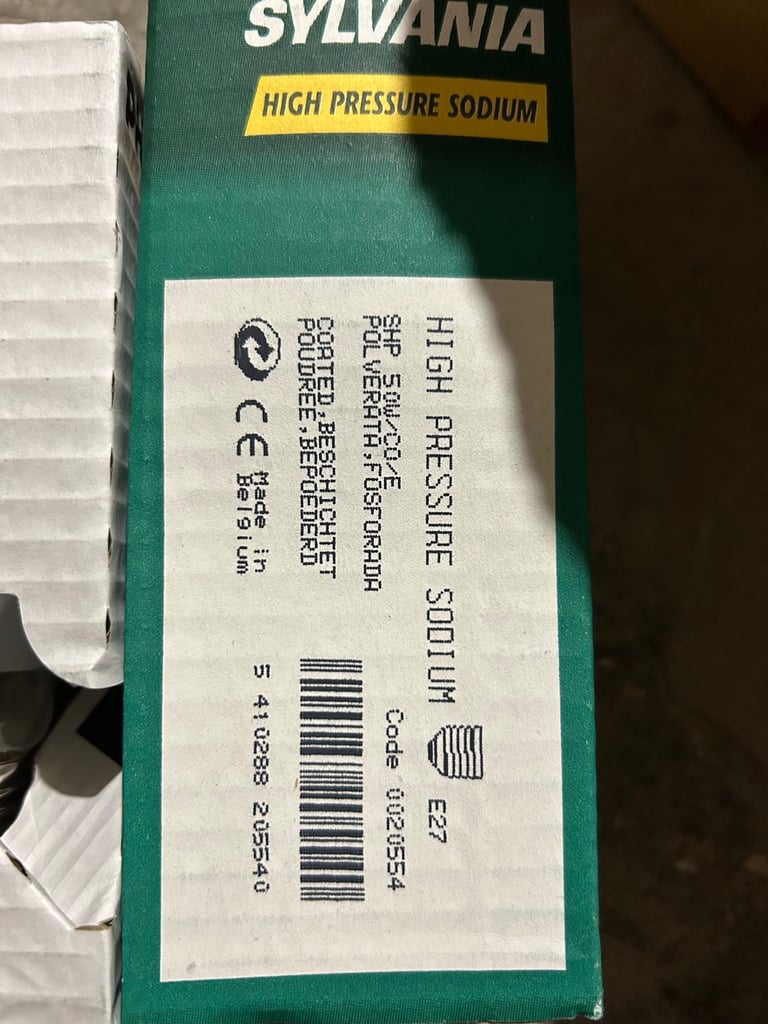 SYLVANIA
HIGH PRESSURE SODIUM
HIGH PRESSURE SODIUM E27
SHP 50W/CO/E Code 0020554
POLVERATA,FOSFORADA
COATED,BESCHICHTET
POUDREE,BEPOEDERD
CE Made in
Belgium
5 410288 205540